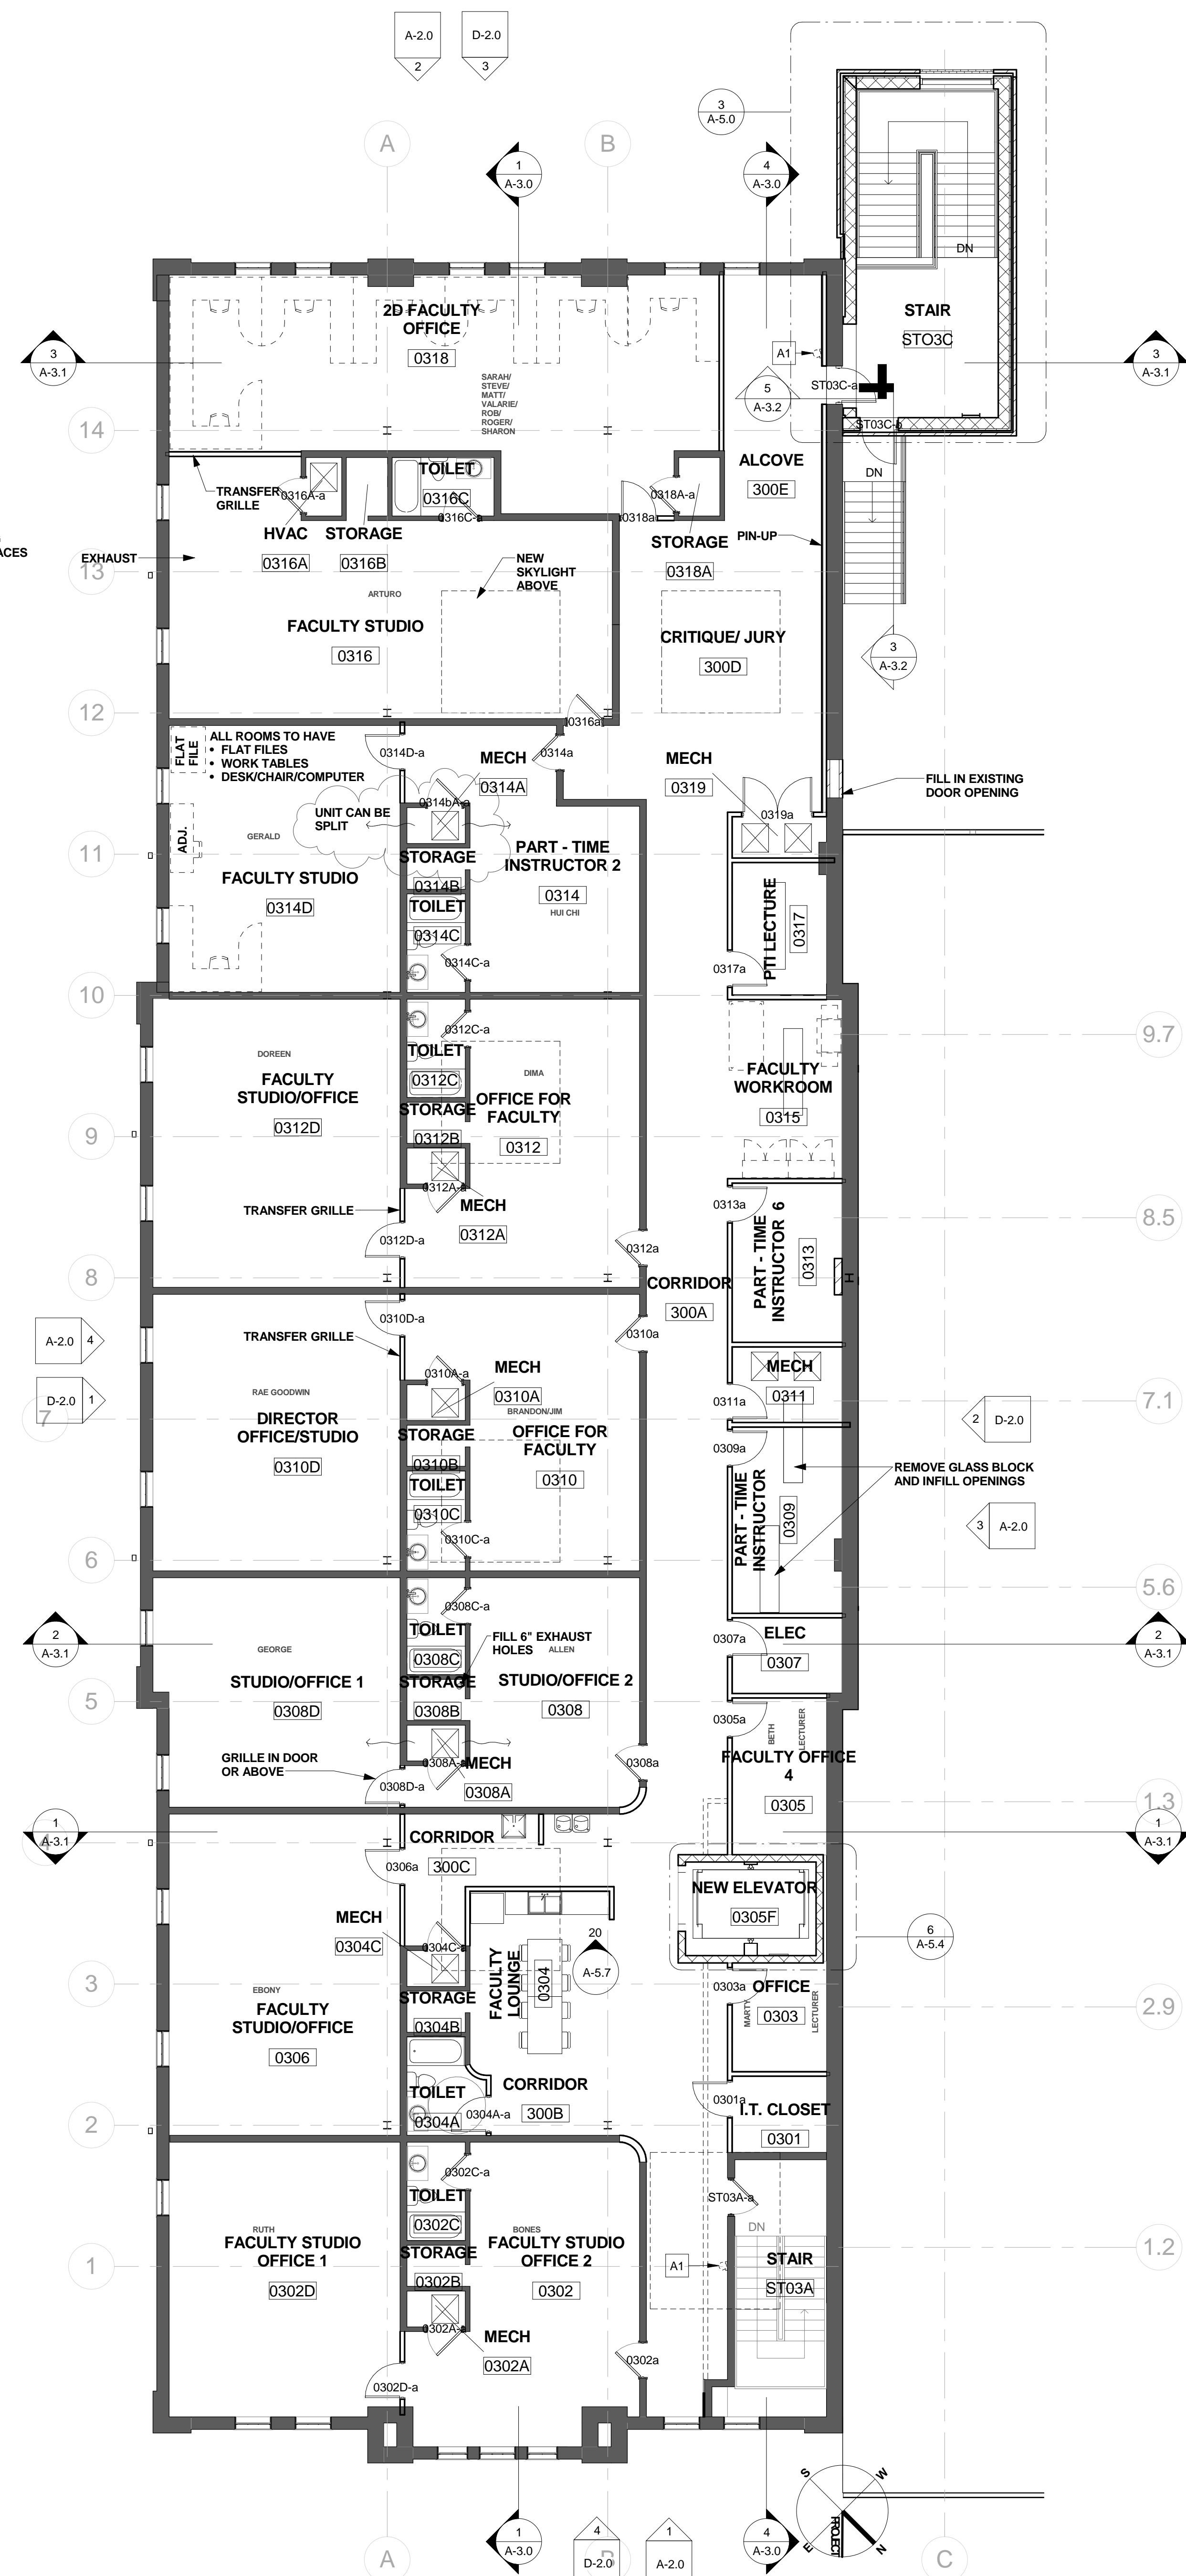 A-2.0
2
D-2.0
3
3
A-5.0
A
B
1
A-3.0
4
A-3.0
DN
STAIR
STO3C
2D FACULTY
OFFICE
0318
SARAH/
STEVE/
MATT/
VALARIE/
ROB/
ROGER/
SHARON
3
A-3.1
A1
ST03C-a
5
A-3.2
3
A-3.1
14
ST03C-b
DN
ALCOVE
300E
TRANSFER
GRILLE
0316A-a
TOILET
0316C
0316C-
0318A-a
0318a
HVAC
0316A
STORAGE
0316B
STORAGE
0318A
PIN-UP
ACES
EXHAUST
13
NEW
SKYLIGHT
ABOVE
ARTURO
FACULTY STUDIO
0316
CRITIQUE/ JURY
300D
3
A-3.2
12
0316a
FLAT
FILE
ALL ROOMS TO HAVE
• FLAT FILES
• WORK TABLES
• DESK/CHAIR/COMPUTER
0314D-a
0314a
MECH
0314A
MECH
0319
FILL IN EXISTING
DOOR OPENING
0314bA-a
UNIT CAN BE
SPLIT
0319a
ADJ.
GERALD
11
FACULTY STUDIO
0314D
STORAGE
0314B
PART - TIME
INSTRUCTOR 2
0314
HUI CHI
TOILET
0314C
0314C-a
PTI LECTURE
0317
0317a
10
9.7
0312C-a
DOREEN
FACULTY
STUDIO/OFFICE
0312D
TOILET
0312C
DIMA
OFFICE FOR
FACULTY
0312
FACULTY
WORKROOM
0315
STORAGE
0312B
9
0312A-a
MECH
0312A
TRANSFER GRILLE
0312D-a
0312a
0313a
PART - TIME
INSTRUCTOR 6
0313
8.5
8
CORRIDOR
300A
0310D-a
0310a
A-2.0
4
TRANSFER GRILLE
0310A-a
MECH
0310A
MECH
0311
0311a
7.1
D-2.0
1
7
RAE GOODWIN
DIRECTOR
OFFICE/STUDIO
0310D
BRANDON/JIM
OFFICE FOR
FACULTY
0310
STORAGE
0310B
TOILET
0310C
0310C-a
0309a
PART - TIME
INSTRUCTOR
0309
2
D-2.0
REMOVE GLASS BLOCK
AND INFILL OPENINGS
3
A-2.0
6
5.6
0308C-a
TOILET
0308C
FILL 6" EXHAUST
HOLES
ALLEN
GEORGE
STUDIO/OFFICE 1
0308D
STORAGE
0308B
STUDIO/OFFICE 2
0308
2
A-3.1
0307a
ELEC
0307
2
A-3.1
5
0305a
BETH
LECTURER
FACULTY OFFICE
4
0305
GRILLE IN DOOR
OR ABOVE
0308A-a
MECH
0308A
0308D-a
0308a
1.3
1
A-3.1
4
CORRIDOR
300C
0306a
1
A-3.1
NEW ELEVATOR
0305F
6
A-5.4
MECH
0304C
0304C-
20
A-5.7
FACULTY
LOUNGE
0304
3
EBONY
FACULTY
STUDIO/OFFICE
0306
STORAGE
0304B
0303a
OFFICE
0303
MARTY
LECTURER
2.9
CORRIDOR
300B
TOILET
0304A
0304A-a
0301a
I.T. CLOSET
0301
2
0302C-a
TOILET
0302C
ST03A-a
DN
STAIR
ST03A
RUTH
FACULTY STUDIO
OFFICE 1
0302D
BONES
FACULTY STUDIO
OFFICE 2
0302
STORAGE
0302B
A1
1
1.2
0302A-a
MECH
0302A
0302D-a
0302a
S
W
E
N
PROJECT
1
A-3.0
4
D-2.0
1
A-2.0
4
A-3.0
A
B
C